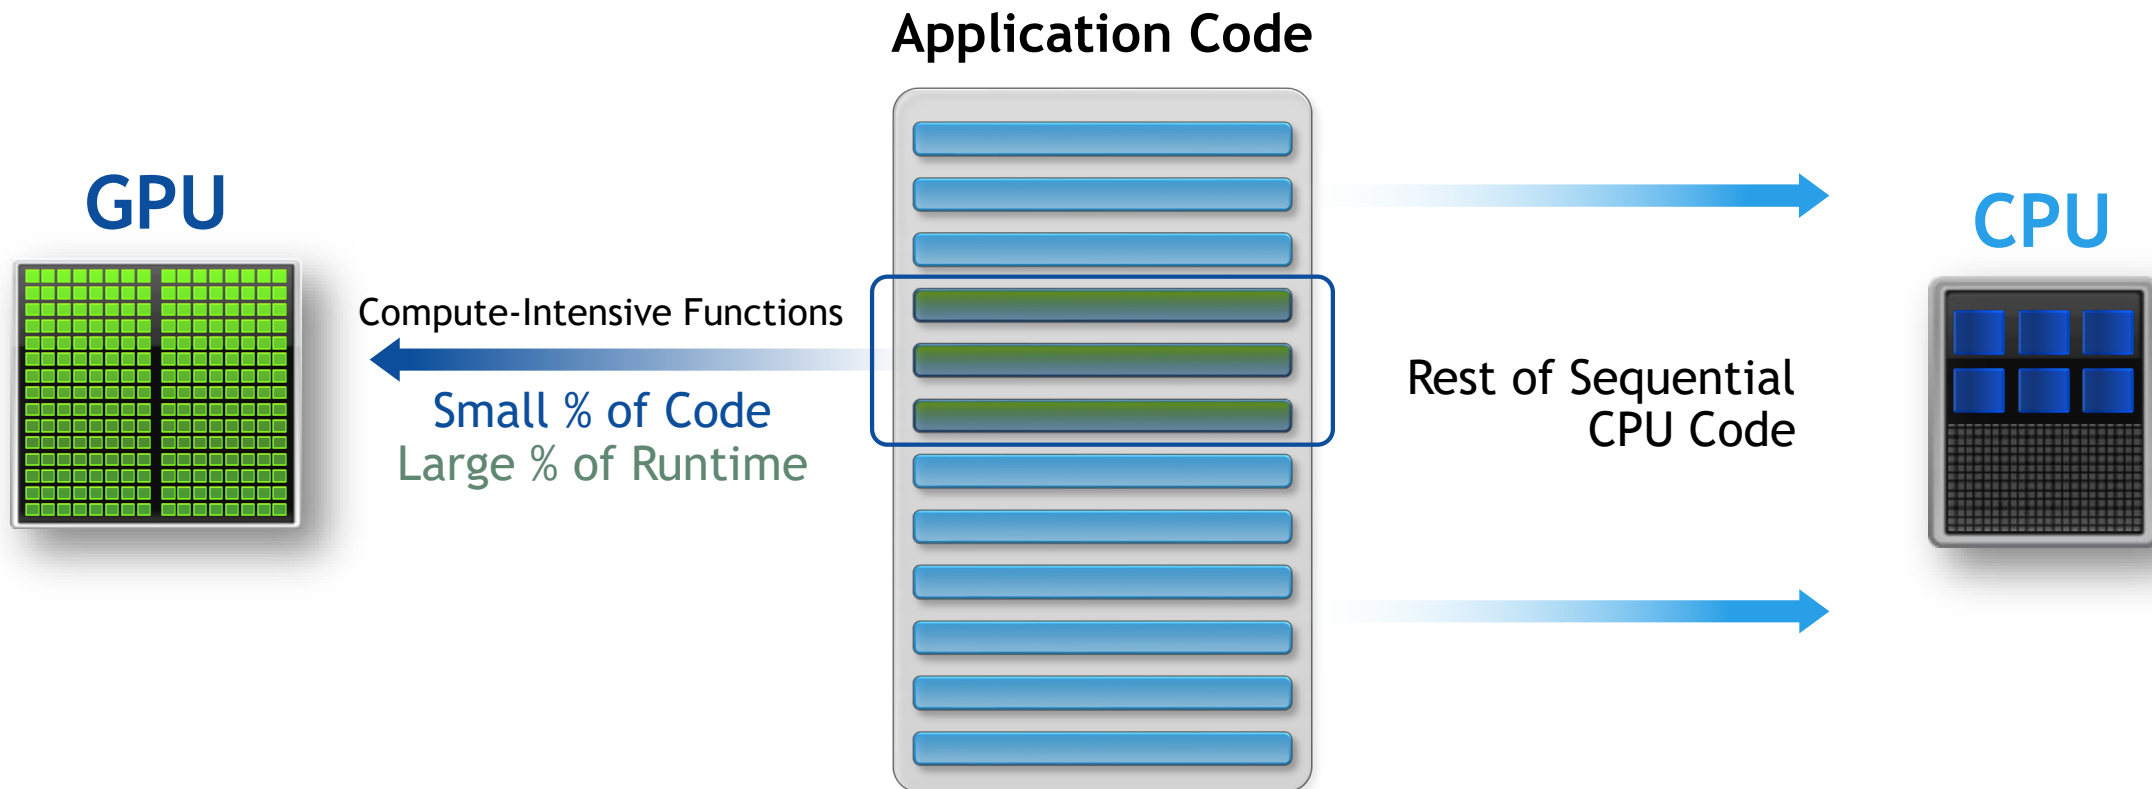 Application Code
GPU
Compute-Intensive Functions
Small % of Code
Large % of Runtime
Rest of Sequential
CPU Code
CPU